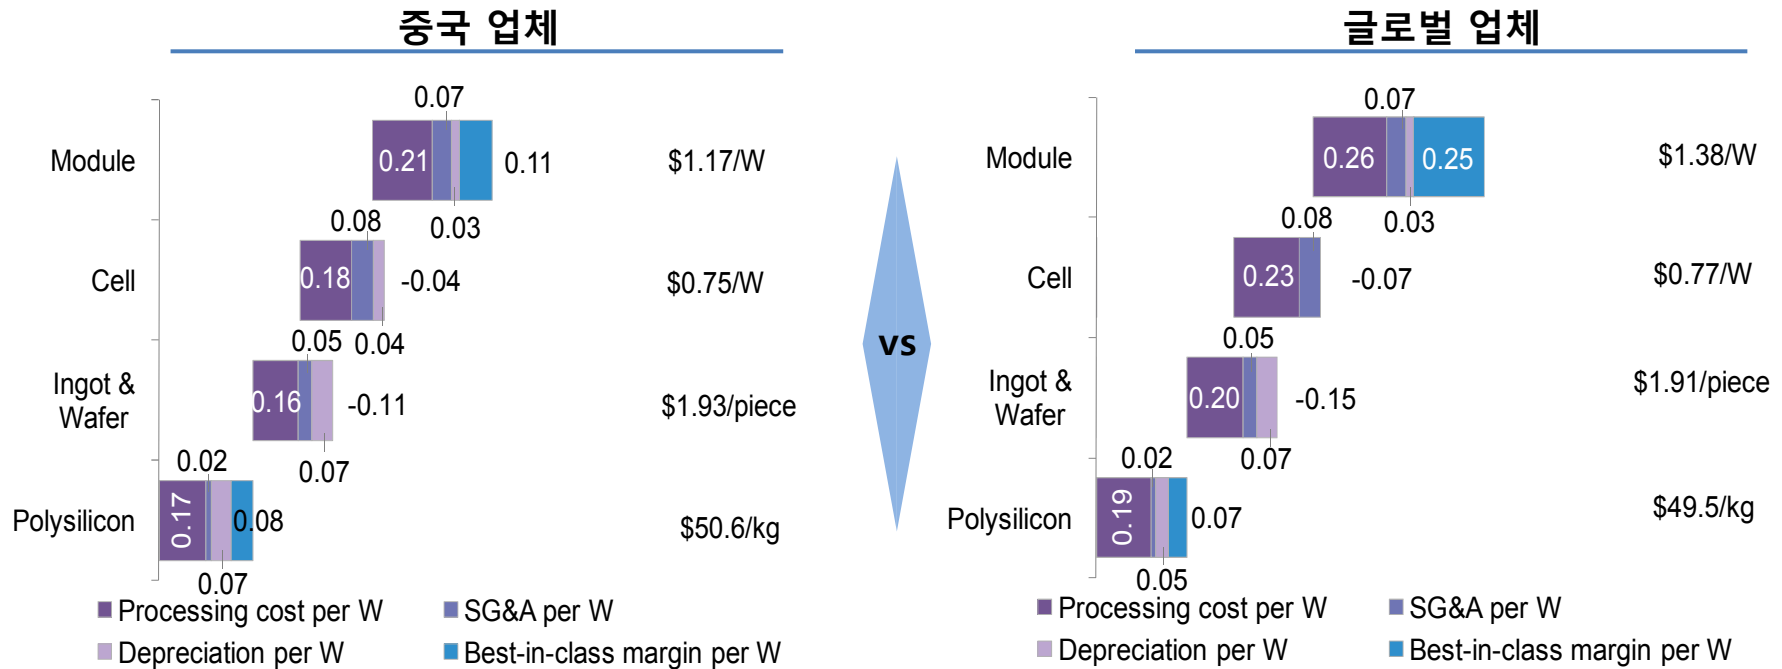 중국 업체
0.07
Module
0.21
0.11
$1.17/W
0.03
0.08
Cell
0.18
-0.04
$0.75/W
0.04
0.05
Ingot &
Wafer
0.16
-0.11
$1.93/piece
0.07
0.02
Polysilicon
0.17
0.08
$50.6/kg
0.07
Processing cost per W
SG&A per W
Depreciation per W
Best-in-class margin per W
vs
글로벌 업체
0.07
Module
0.26
0.25
$1.38/W
0.03
0.08
Cell
0.23
-0.07
$0.77/W
0.05
Ingot &
Wafer
0.20
-0.15
$1.91/piece
0.07
0.02
Polysilicon
0.19
0.07
$49.5/kg
0.05
Processing cost per W
SG&A per W
Depreciation per W
Best-in-class margin per W